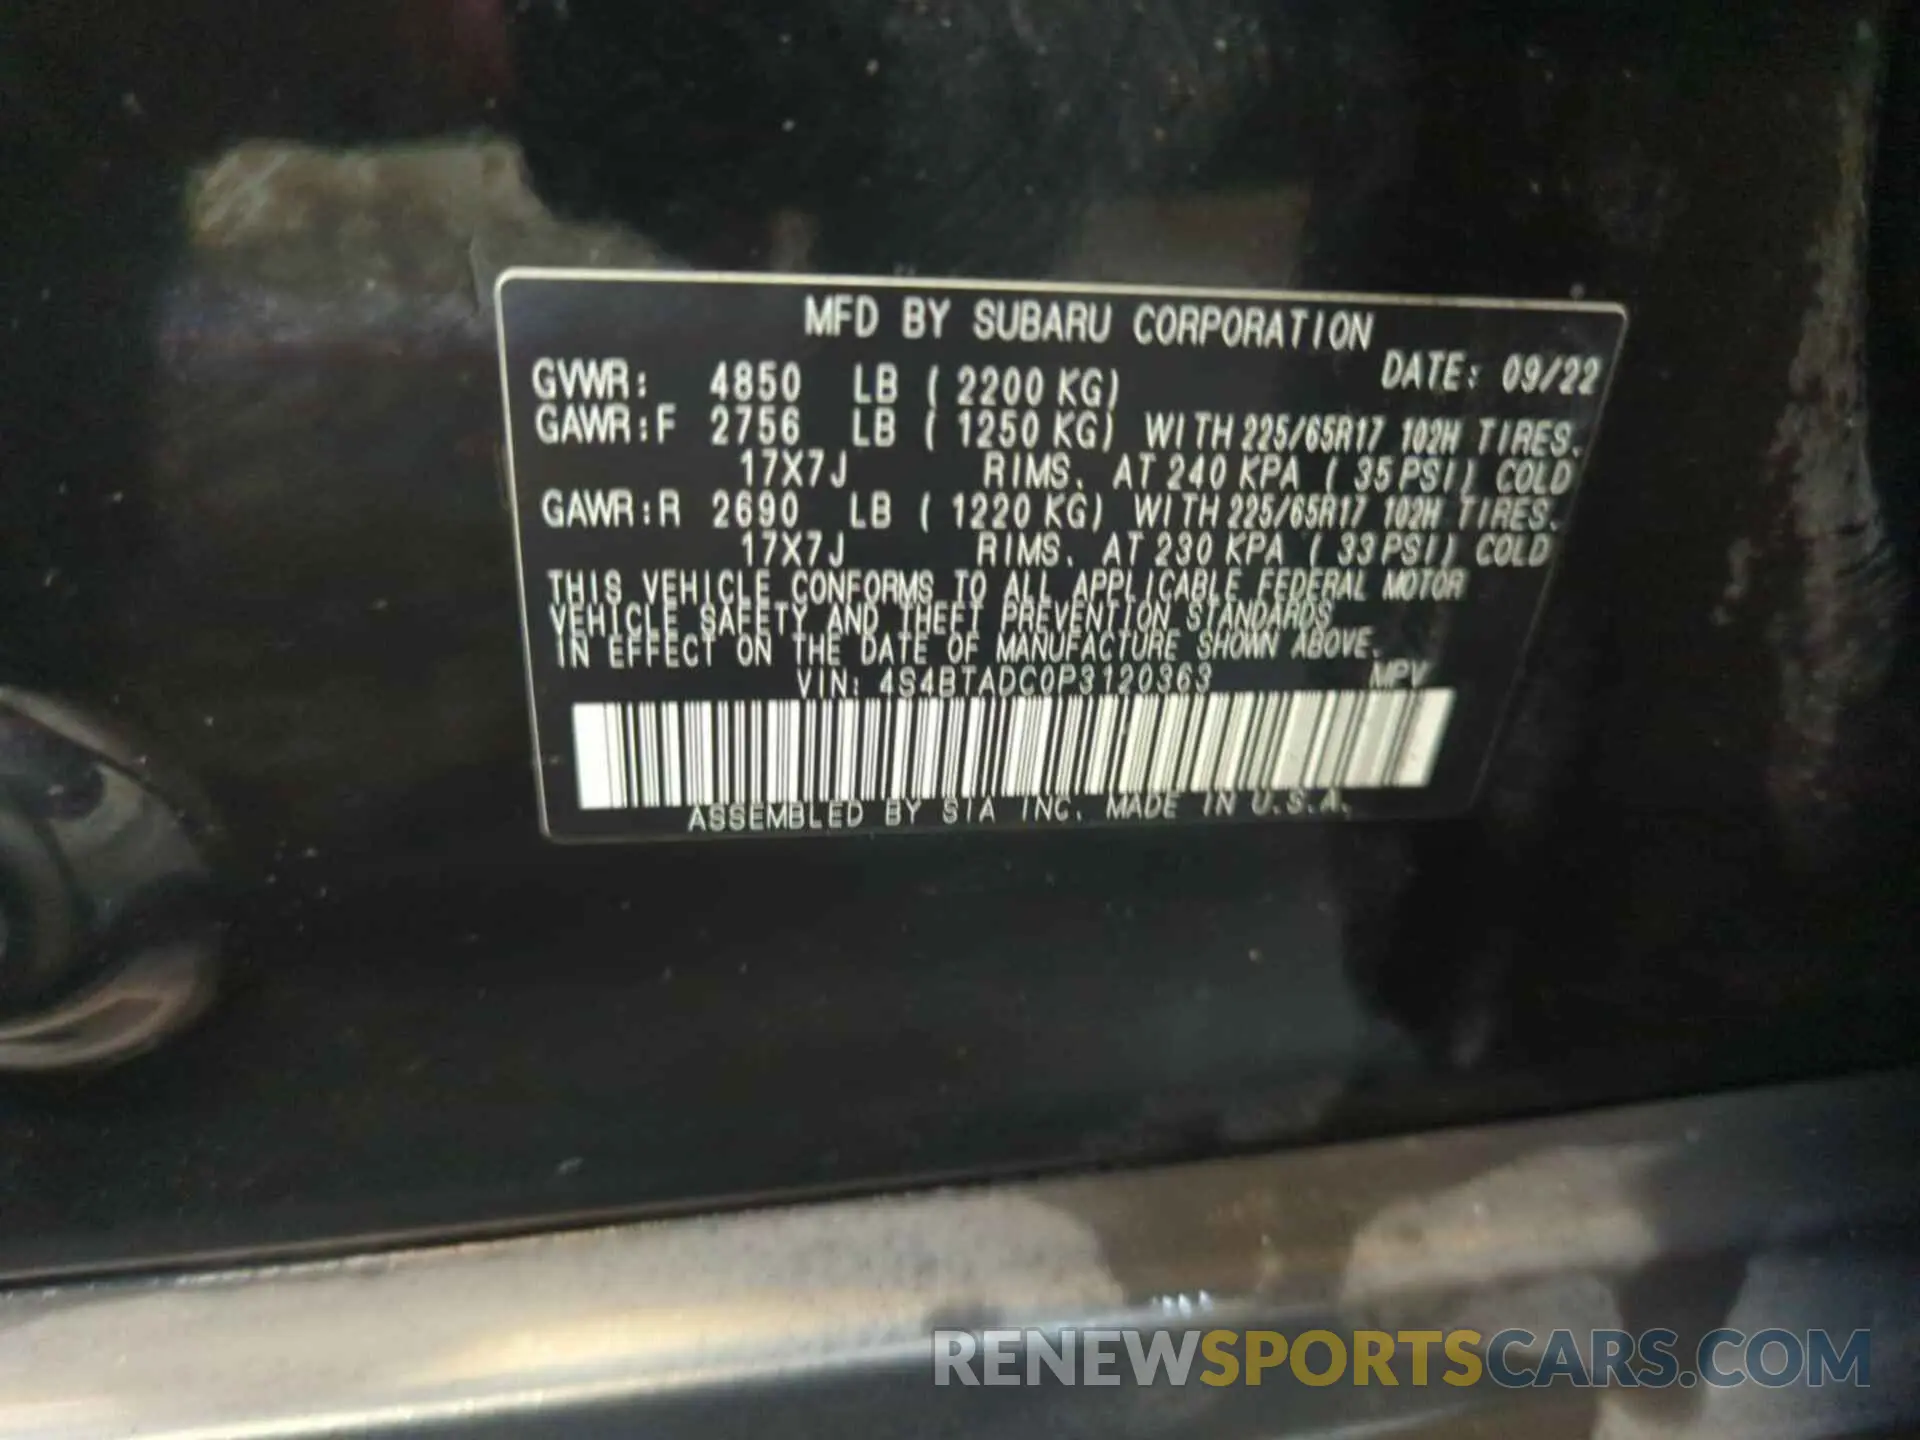 MFD BY SUBARU CORPORATION
DATE: 09/22
GVWR: 4850 LB ( 2200 KG)
GAWR:F 2756 LB ( 1250 KG) WITH 225/65R17 102H TIRES.
17X7J RIMS. AT 240 KPA ( 35 PSI) COLD
GAWR:R 2690 LB ( 1220 KG) WITH 225/65R17 102H TIRES.
17X7J RIMS. AT 230 KPA ( 33 PSI) COLD
THIS VEHICLE CONFORMS TO ALL APPLICABLE FEDERAL MOTOR
VEHICLE SAFETY AND THEFT PREVENTION STANDARDS
IN EFFECT ON THE DATE OF MANUFACTURE SHOWN ABOVE.
VIN: 4S4BTADC0P3120363 MPV
ASSEMBLED BY SIA INC. MADE IN U.S.A.
RENEWSPORTSCARS.COM